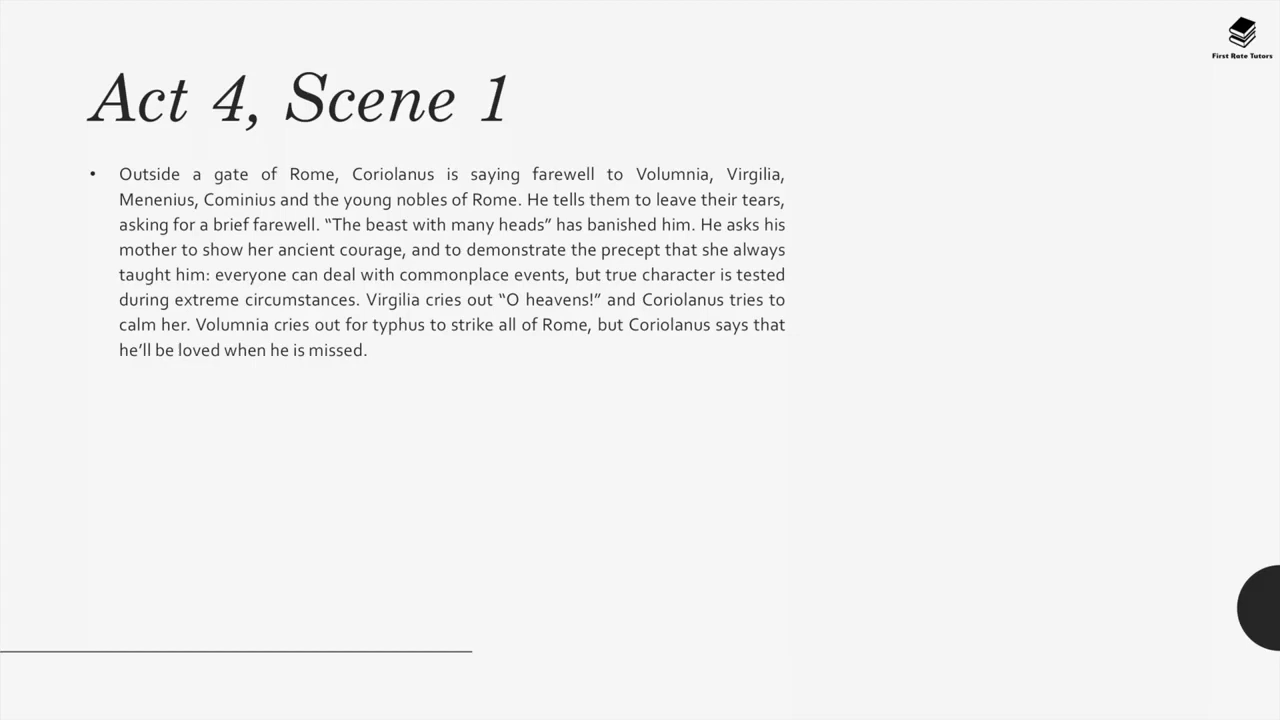 First Rate Tutors
Act 4, Scene 1
• Outside a gate of Rome, Coriolanus is saying farewell to Volumnia, Virgilia,
Menenius, Cominius and the young nobles of Rome. He tells them to leave their tears,
asking for a brief farewell. “The beast with many heads” has banished him. He asks his
mother to show her ancient courage, and to demonstrate the precept that she always
taught him: everyone can deal with commonplace events, but true character is tested
during extreme circumstances. Virgilia cries out “O heavens!” and Coriolanus tries to
calm her. Volumnia cries out for typhus to strike all of Rome, but Coriolanus says that
he’ll be loved when he is missed.